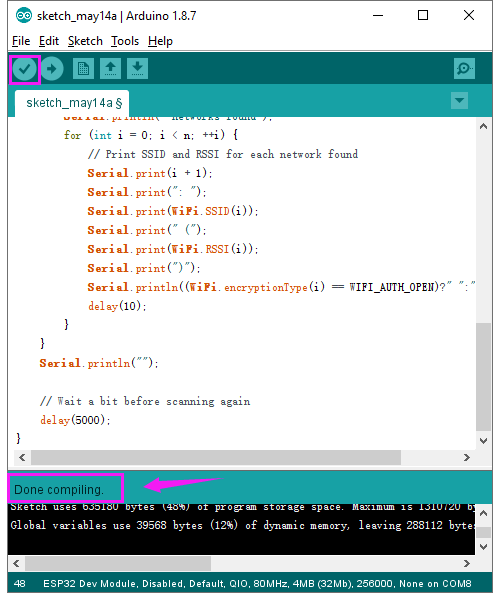 sketch_may14a | Arduino 1.8.7
File Edit Sketch Tools Help
sketch_may14a §
Serial.println(" networks found");
for (int i = 0; i < n; ++i) {
// Print SSID and RSSI for each network found
Serial.print(i + 1);
Serial.print(": ");
Serial.print(WiFi.SSID(i));
Serial.print(" (");
Serial.print(WiFi.RSSI(i));
Serial.print(")");
Serial.println((WiFi.encryptionType(i) == WIFI_AUTH_OPEN)?" ":"
delay(10);
}
}
Serial.println("");
// Wait a bit before scanning again
delay(5000);
}
Done compiling.
Sketch uses 635180 bytes (48%) of program storage space. Maximum is 1310720 by
Global variables use 39568 bytes (12%) of dynamic memory, leaving 288112 bytes
48 ESP32 Dev Module, Disabled, Default, QIO, 80MHz, 4MB (32Mb), 256000, None on COM8